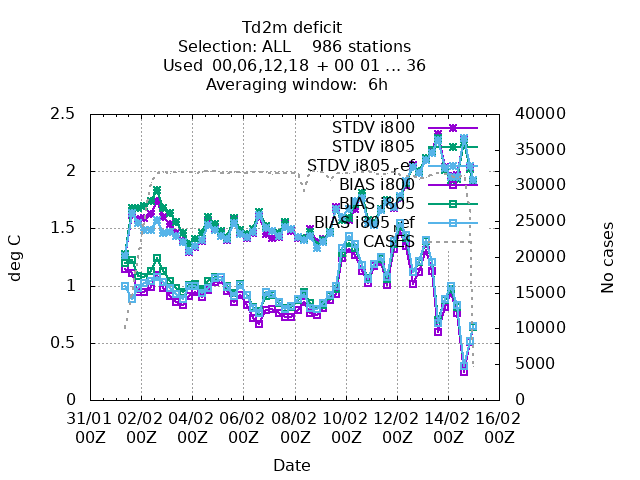 Td2m deficit
Selection: ALL 986 stations
Used 00,06,12,18 + 00 01 ... 36
Averaging window: 6h
2.5 40000
STDV i800
35000
STDV i805
2 STDV i805_ref
30000
BIAS i800
BIAS i805
25000
1.5 BIAS i805_ref
CASES
20000
1 15000
10000
0.5
5000
0 0
deg C
No cases
31/01 02/02 04/02 06/02 08/02 10/02 12/02 14/02 16/02
00Z 00Z 00Z 00Z 00Z 00Z 00Z 00Z 00Z
Date